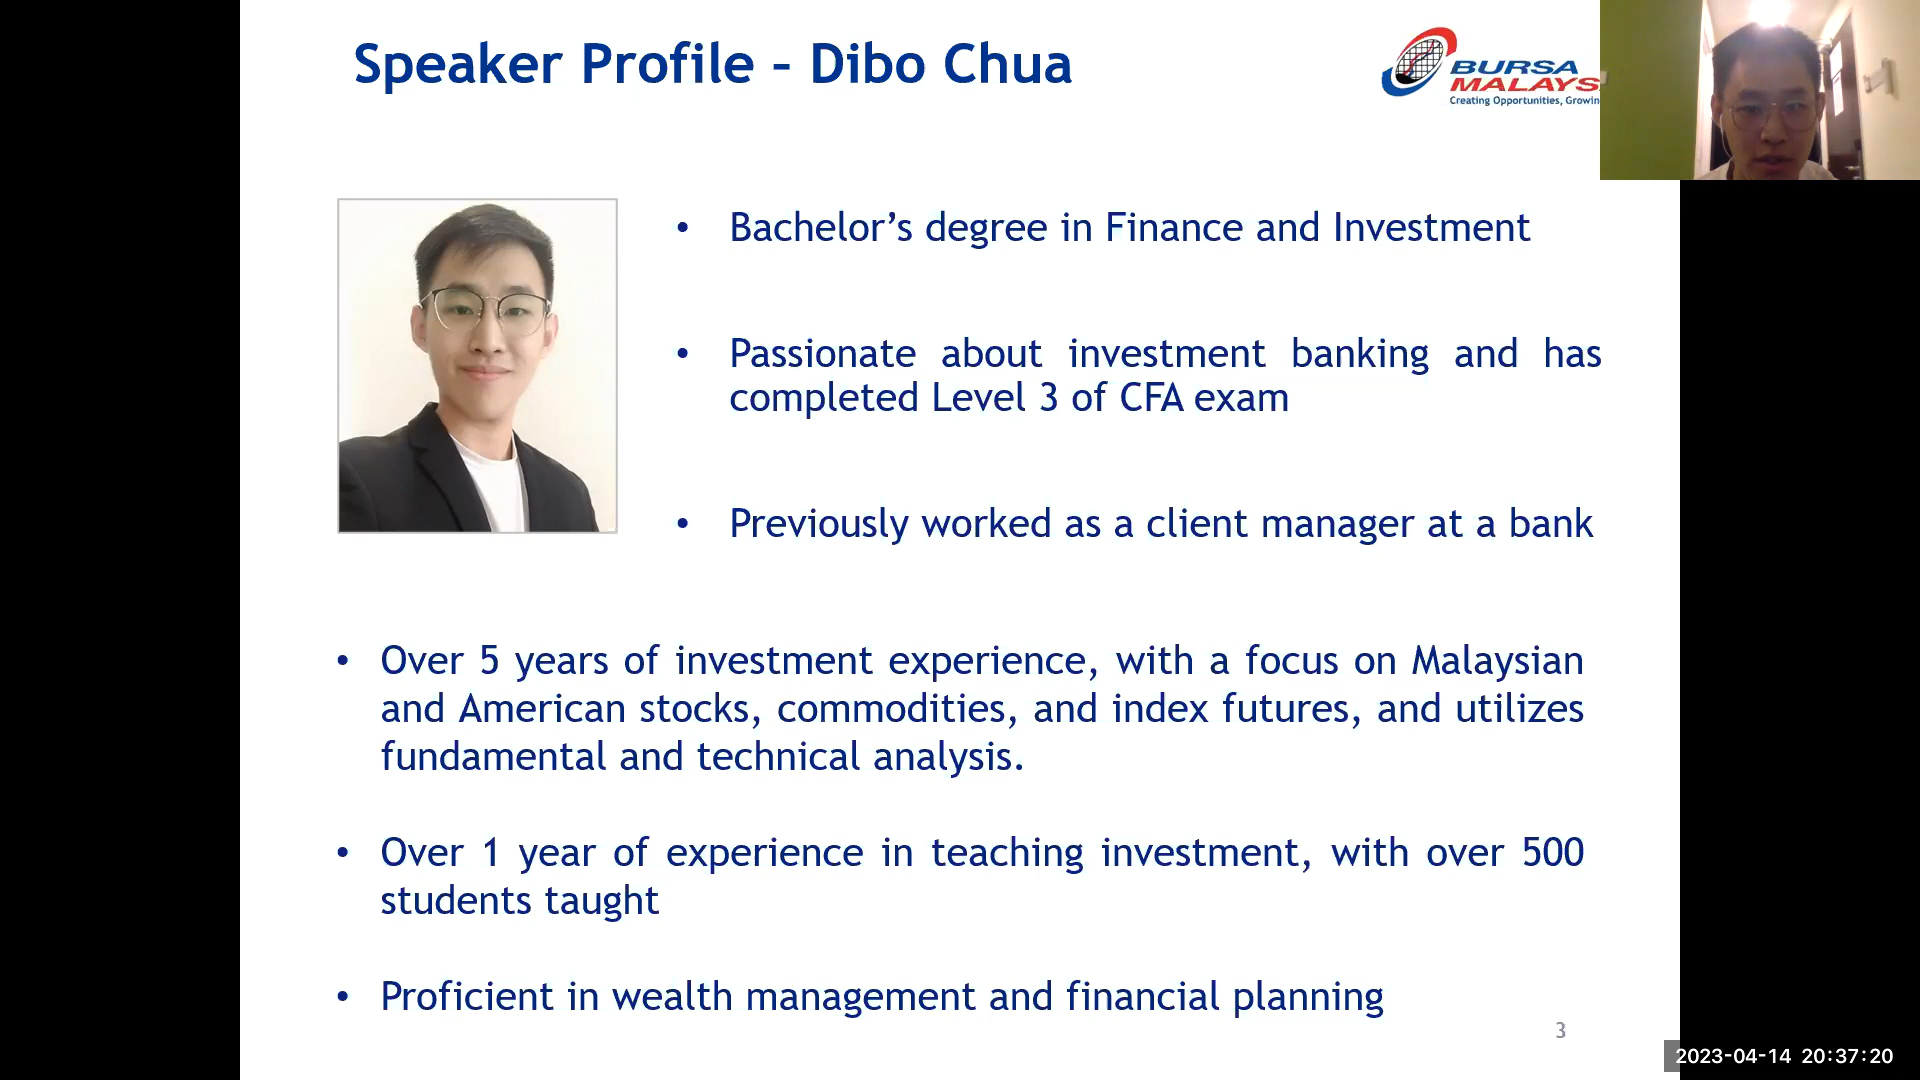 Speaker Profile – Dibo Chua
BURSA
MALAYS
Creating Opportunities, Growin
• Bachelor’s degree in Finance and Investment
• Passionate about investment banking and has
completed Level 3 of CFA exam
• Previously worked as a client manager at a bank
• Over 5 years of investment experience, with a focus on Malaysian
and American stocks, commodities, and index futures, and utilizes
fundamental and technical analysis.
• Over 1 year of experience in teaching investment, with over 500
students taught
• Proficient in wealth management and financial planning
3
2023-04-14 20:37:20